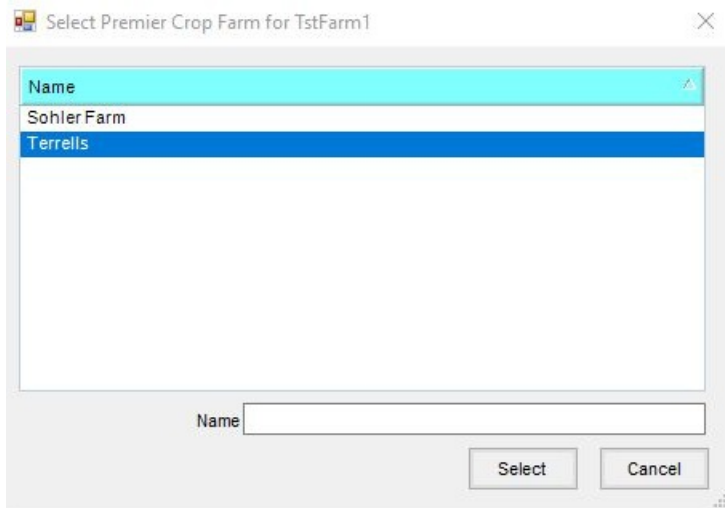 Select Premier Crop Farm for TstFarm1
Name
Sohler Farm
Terrells
Name
Select Cancel